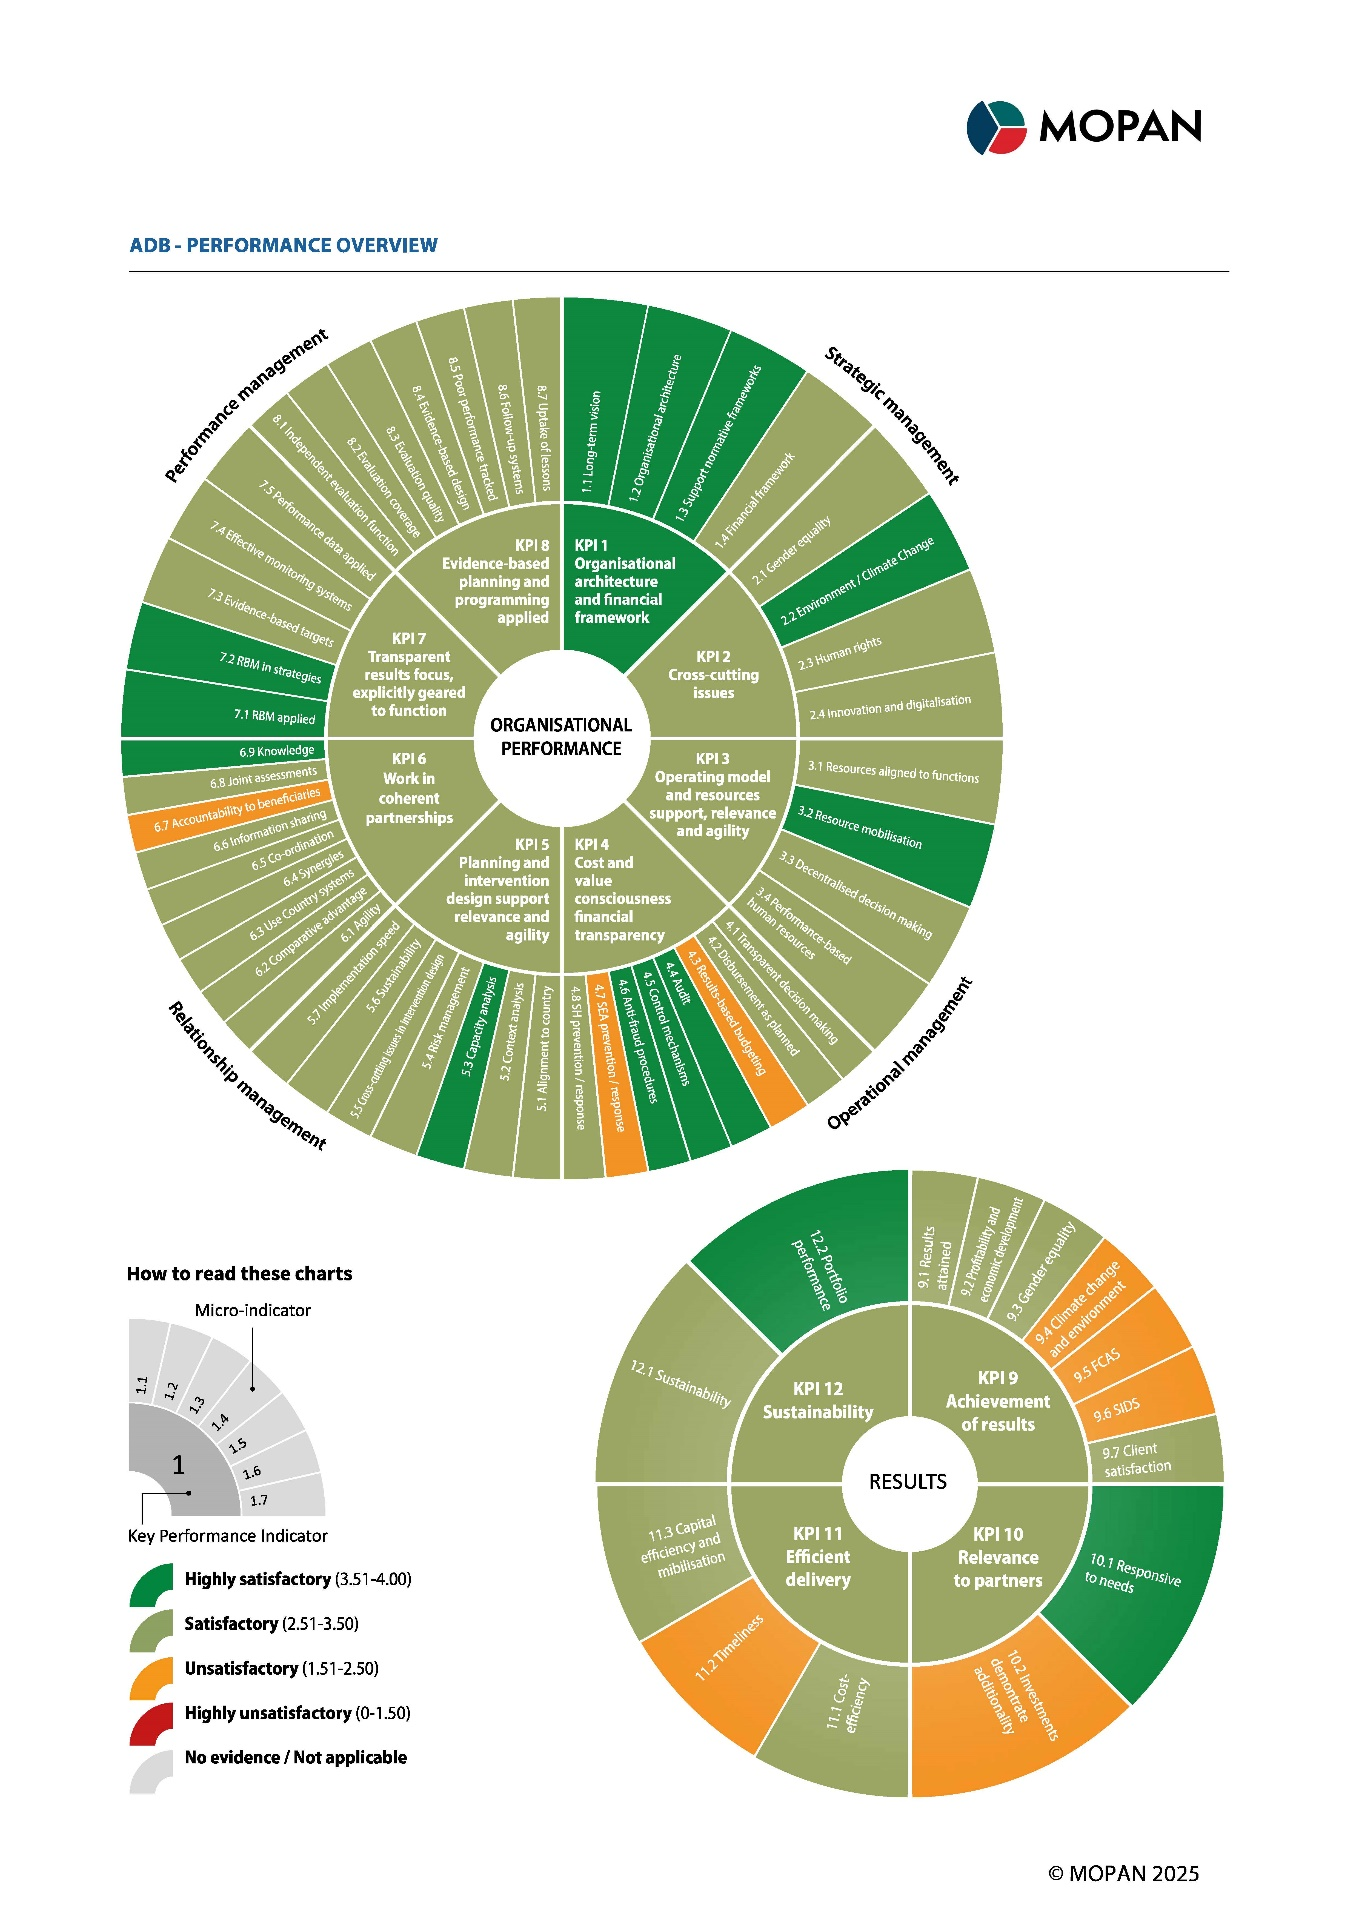 MOPAN
ADB - PERFORMANCE OVERVIEW
Performance management
Strategic management
Operational management
Relationship management
ORGANISATIONAL
PERFORMANCE
KPI 1
Organisational
architecture
and financial
framework
1.1 Long-term vision
1.2 Organisational architecture
1.3 Support normative frameworks
1.4 Financial framework
KPI 2
Cross-cutting
issues
2.1 Gender equality
2.2 Environment / Climate Change
2.3 Human rights
2.4 Innovation and digitalisation
KPI 3
Operating model
and resources
support, relevance
and agility
3.1 Resources aligned to functions
3.2 Resource mobilisation
3.3 Decentralised decision making
3.4 Performance-based
human resources
KPI 4
Cost and
value
consciousness
financial
transparency
4.1 Transparent decision making
4.2 Disbursement as planned
4.3 Results-based budgeting
4.4 Audit
4.5 Control mechanisms
4.6 Anti-fraud procedures
4.7 SEA prevention / response
4.8 SH prevention / response
KPI 5
Planning and
intervention
design support
relevance and
agility
5.1 Alignment to country
5.2 Context analysis
5.3 Capacity analysis
5.4 Risk management
5.5 Cross-cutting issues in intervention design
5.6 Sustainability
5.7 Implementation speed
KPI 6
Work in
coherent
partnerships
6.1 Agility
6.2 Comparative advantage
6.3 Use Country systems
6.4 Synergies
6.5 Co-ordination
6.6 Information sharing
6.7 Accountability to beneficiaries
6.8 Joint assessments
6.9 Knowledge
KPI 7
Transparent
results focus,
explicitly geared
to function
7.1 RBM applied
7.2 RBM in strategies
7.3 Evidence-based targets
7.4 Effective monitoring systems
7.5 Performance data applied
KPI 8
Evidence-based
planning and
programming
applied
8.1 Independent evaluation function
8.2 Evaluation coverage
8.3 Evaluation quality
8.4 Evidence-based design
8.5 Poor performance tracked
8.6 Follow-up systems
8.7 Uptake of lessons
RESULTS
KPI 9
Achievement
of results
9.1 Results
attained
9.2 Profitability and
economic development
9.3 Gender equality
9.4 Climate change
and environment
9.5 FCAS
9.6 SIDS
9.7 Client
satisfaction
KPI 10
Relevance
to partners
10.1 Responsive
to needs
10.2 Investments
demontrate
additionality
KPI 11
Efficient
delivery
11.1 Cost-
efficiency
11.2 Timeliness
11.3 Capital
efficiency and
mibilisation
KPI 12
Sustainability
12.1 Sustainability
12.2 Portfolio
performance
How to read these charts
Micro-indicator
1.1
1.2
1.3
1.4
1.5
1.6
1.7
1
Key Performance Indicator
Highly satisfactory (3.51-4.00)
Satisfactory (2.51-3.50)
Unsatisfactory (1.51-2.50)
Highly unsatisfactory (0-1.50)
No evidence / Not applicable
© MOPAN 2025